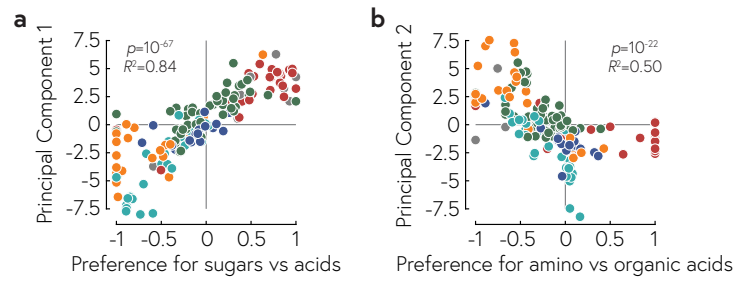 a
Principal Component 1
7.5
5
2.5
0
-2.5
-5
-7.5
p=10⁻⁶⁷
R²=0.84
-1
-0.5
0
0.5
1
Preference for sugars vs acids
b
Principal Component 2
7.5
5
2.5
0
-2.5
-5
-7.5
p=10⁻²²
R²=0.50
-1
-0.5
0
0.5
1
Preference for amino vs organic acids